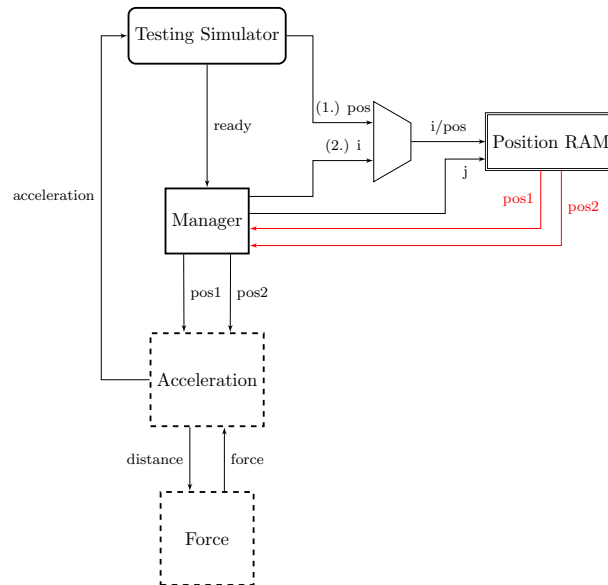 Testing Simulator
(1.) pos
ready
i/pos
(2.) i
Position RAM
j
acceleration
pos1
pos2
Manager
pos1
pos2
Acceleration
distance
force
Force